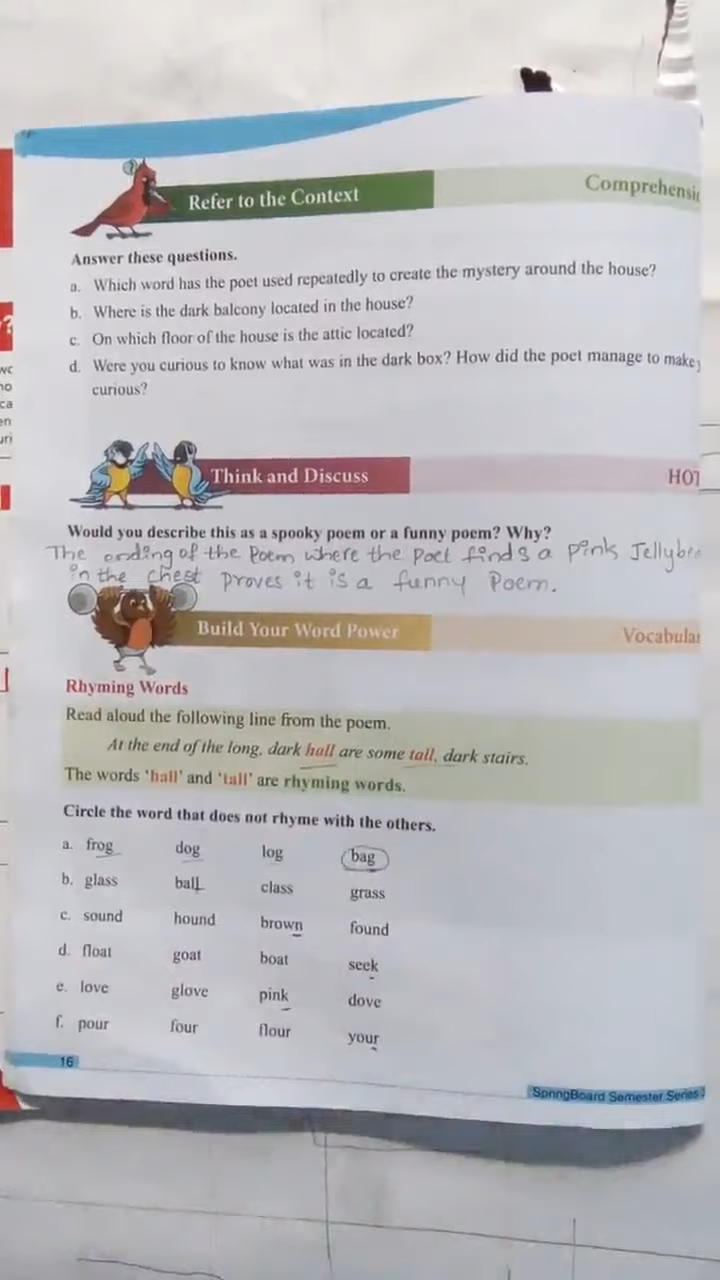 Refer to the Context
Answer these questions.
a. Which word has the poet used repeatedly to create the mystery around the house?
b. Where is the dark balcony located in the house?
c. On which floor of the house is the attic located?
d. Were you curious to know what was in the dark box? How did the poet manage to make
curious?
Think and Discuss
Would you describe this as a spooky poem or a funny poem? Why?
The ending of the Poem where the Poet finds a pink
in the chest proves it is a funny Poem.
Build Your Word Power
Rhyming Words
Read aloud the following line from the poem.
At the end of the long, dark hall are some tall, dark stairs.
The words ‘hall’ and ‘tall’ are rhyming words.
Circle the word that does not rhyme with the others.
a. frog dog log bag
b. glass ball class grass
c. sound hound brown found
d. float goat boat seek
e. love glove pink dove
f. pour four flour your
16
SpringBoard Semester Series